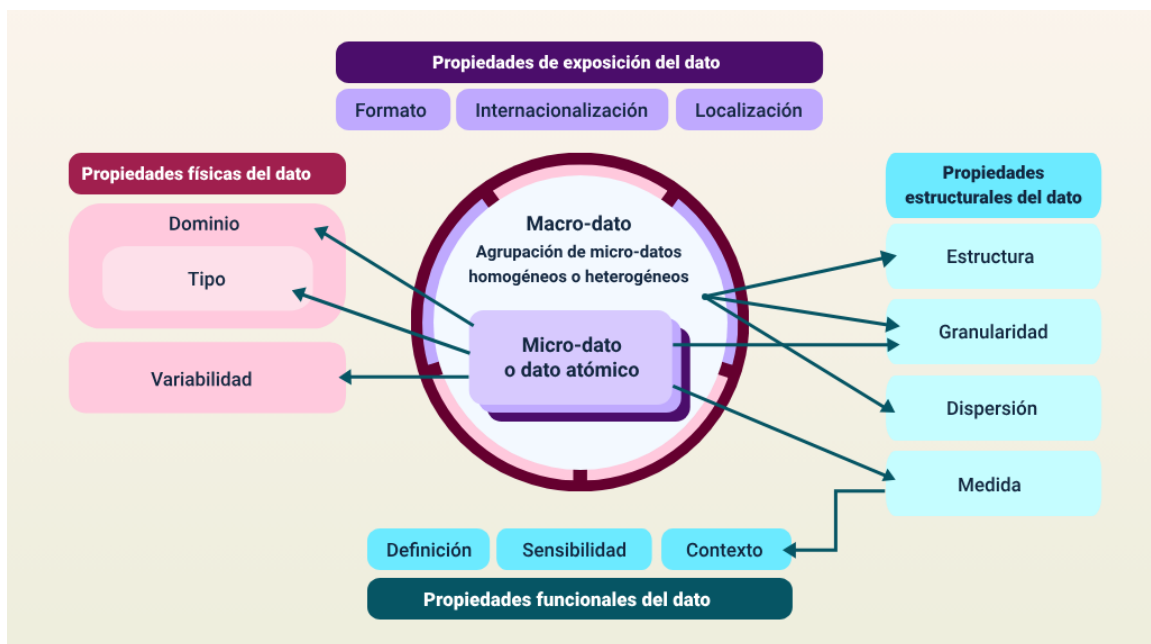 Propiedades de exposición del dato
Formato
Internacionalización
Localización
Propiedades físicas del dato
Dominio
Tipo
Variabilidad
Macro-dato
Agrupación de micro-datos
homogéneos o heterogéneos
Micro-dato
o dato atómico
Propiedades
estructurales del dato
Estructura
Granularidad
Dispersión
Medida
Definición
Sensibilidad
Contexto
Propiedades funcionales del dato